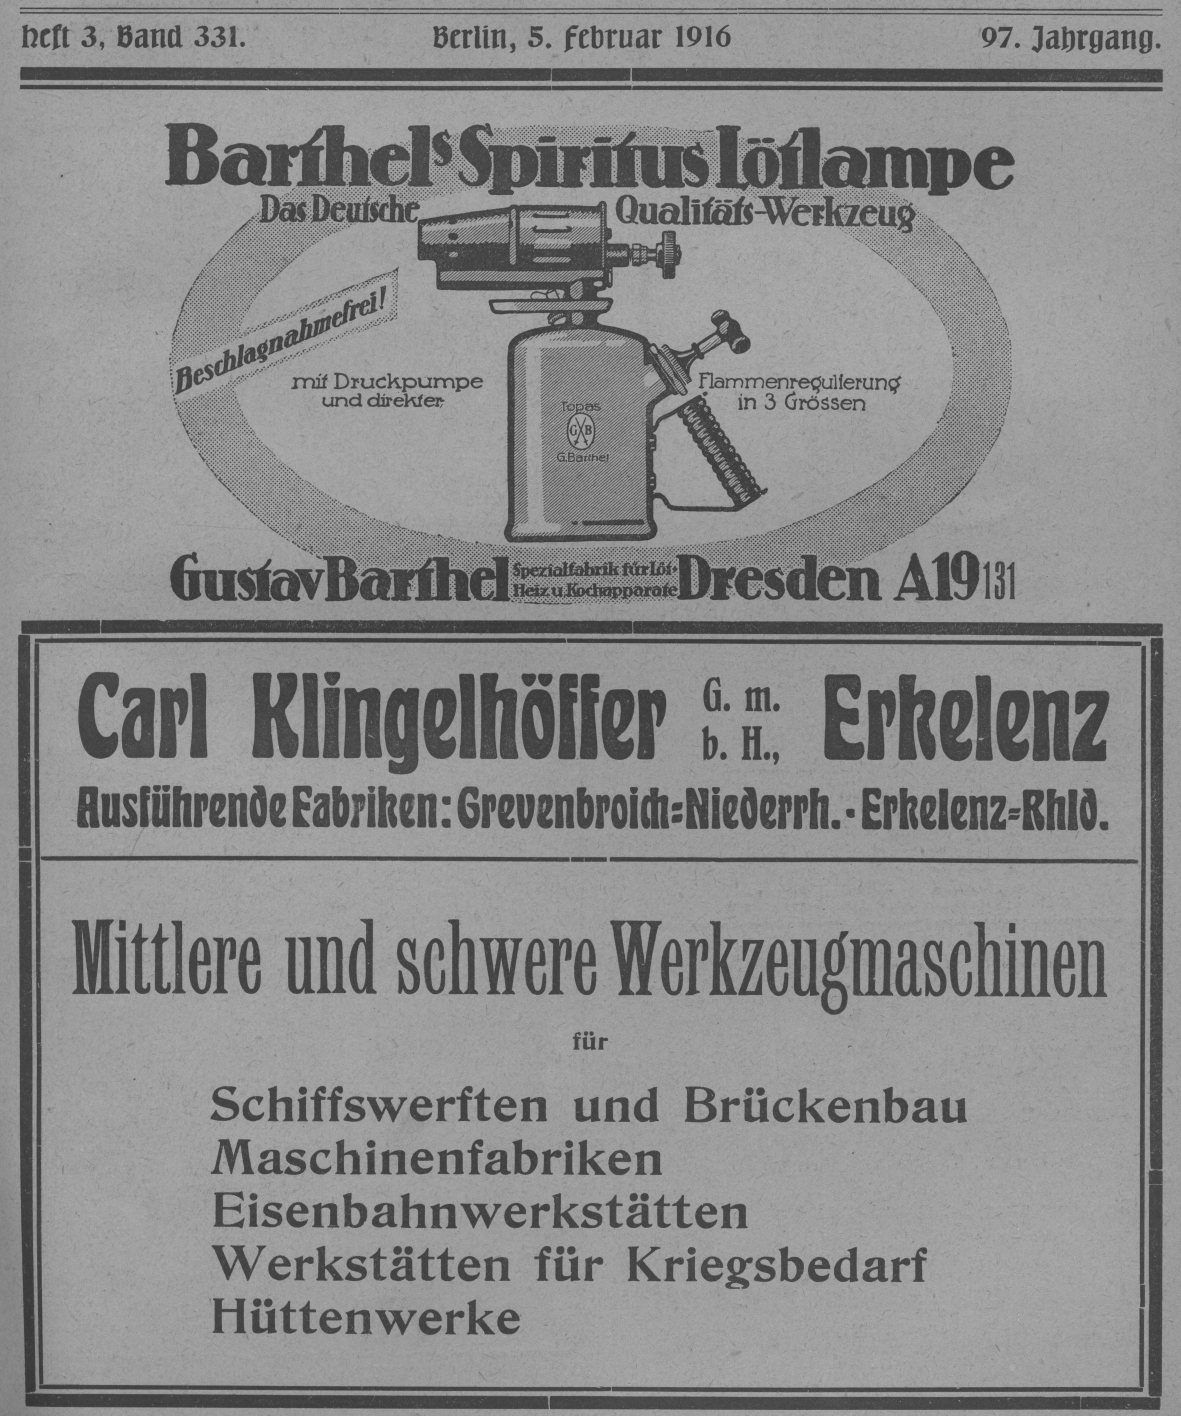 Heft 3, Band 331.
Berlin, 5. Februar 1916
97. Jahrgang.
Barthels Spiritus Lötlampe
Das Deutsche Qualitäts-Werkzeug
Beschlagnahmefrei!
mit Druckpumpe
und direkter
Flammenregulierung
in 3 Grössen
Topas
G B
G. Barthel
Gustav Barthel Spezialfabrik für Löt-
Heiz u. Kochapparate Dresden A19 131
Carl Klingelhöffer G. m.
b. H., Erkelenz
Ausführende Fabriken: Grevenbroich=Niederrh. - Erkelenz=Rhld.
Mittlere und schwere Werkzeugmaschinen
für
Schiffswerften und Brückenbau
Maschinenfabriken
Eisenbahnwerkstätten
Werkstätten für Kriegsbedarf
Hüttenwerke